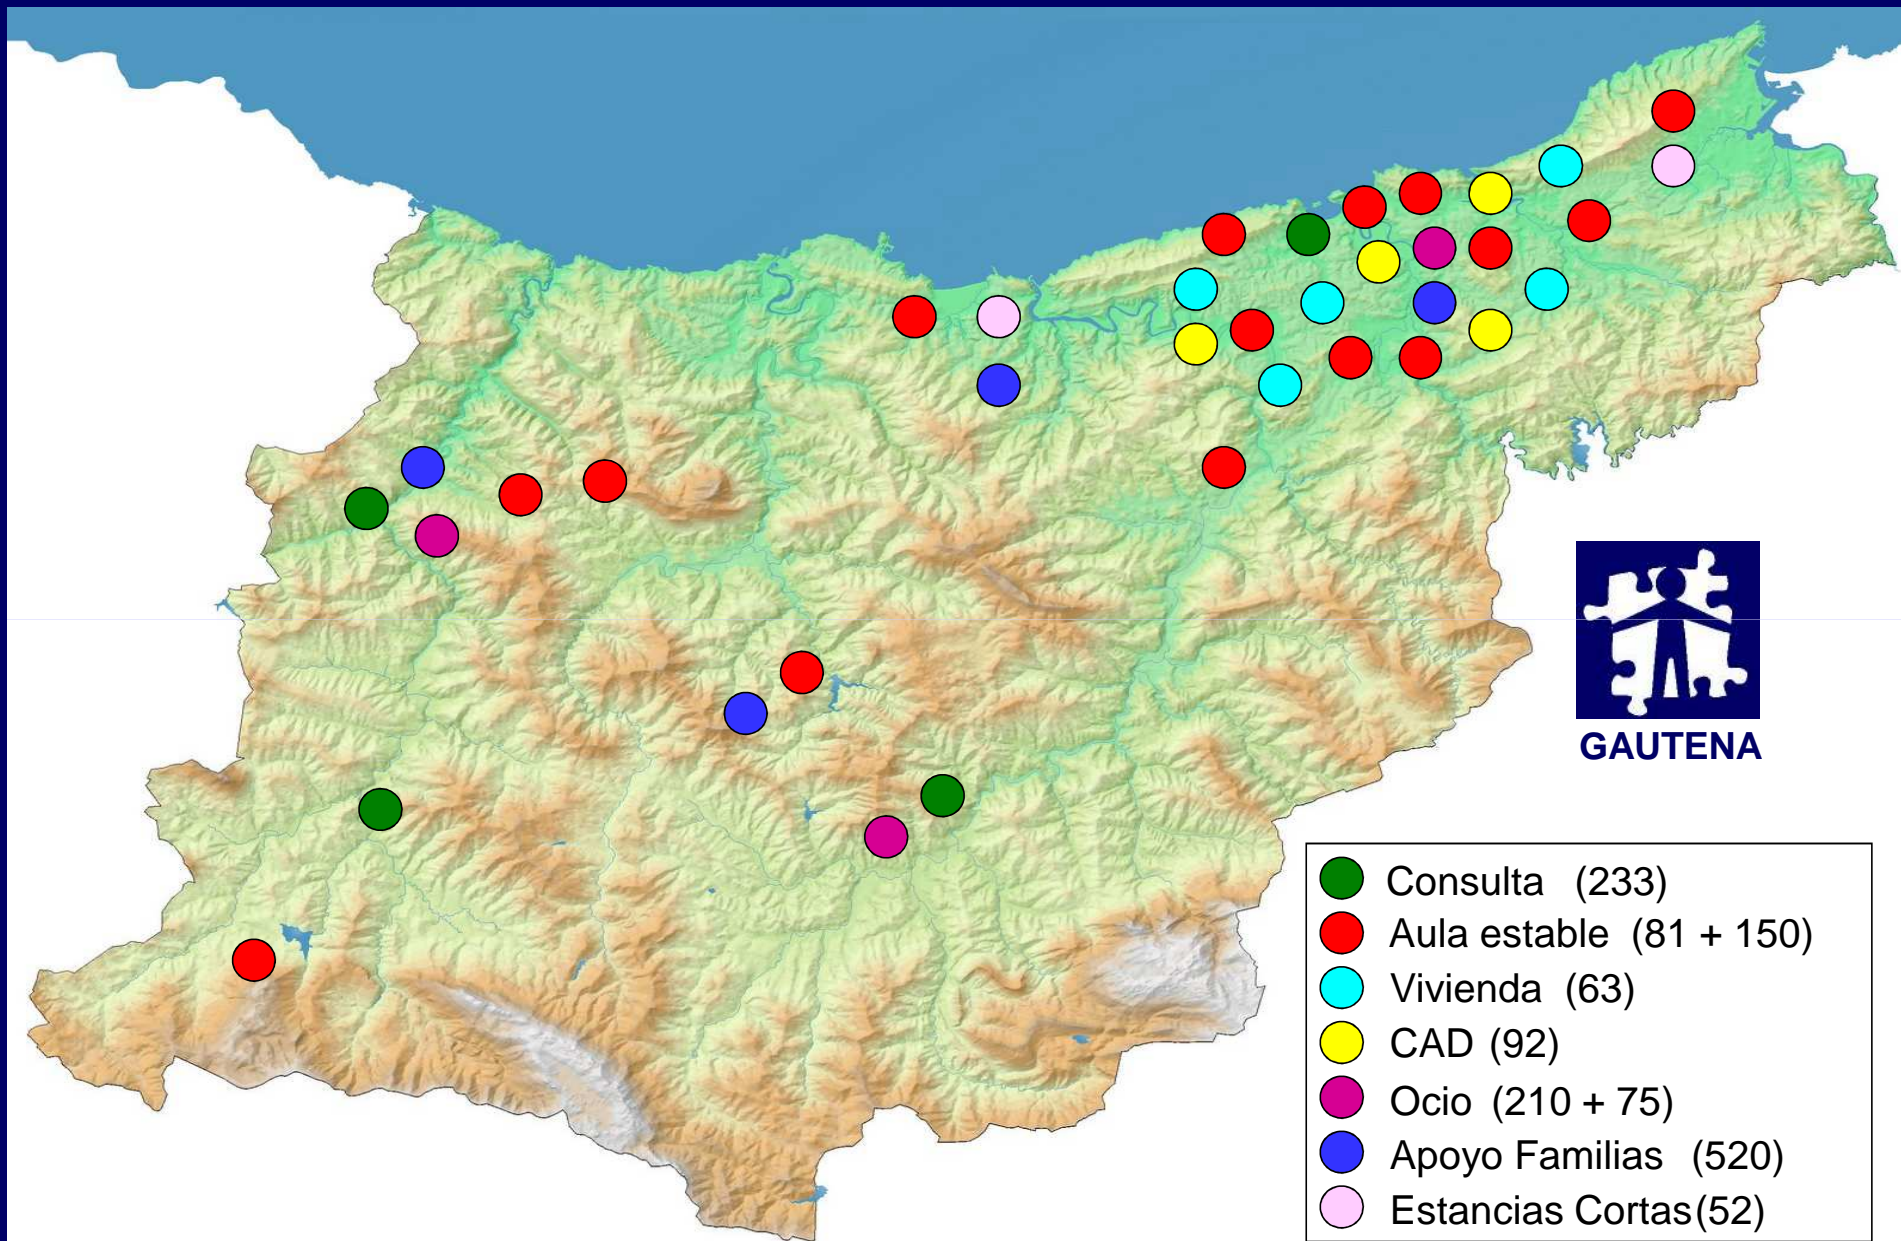 GAUTENA
Consulta (233)
Aula estable (81 + 150)
Vivienda (63)
CAD (92)
Ocio (210 + 75)
Apoyo Familias (520)
Estancias Cortas(52)